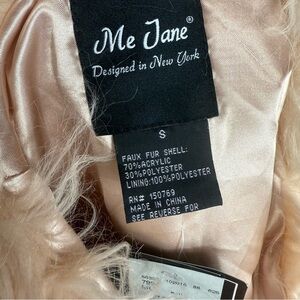 Me Jane®
Designed in New York
S
FAUX FUR SHELL:
70%ACRYLIC
30%POLYESTER
LINING:100%POLYESTER
RN# 150769
MADE IN CHINA
SEE REVERSE FOR